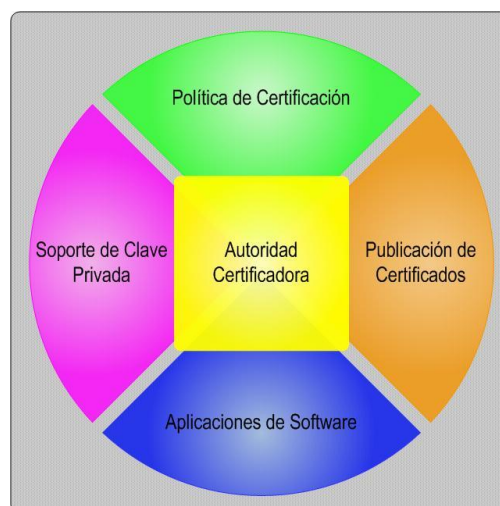 Política de Certificación
Soporte de Clave
Privada
Autoridad
Certificadora
Publicación de
Certificados
Aplicaciones de Software